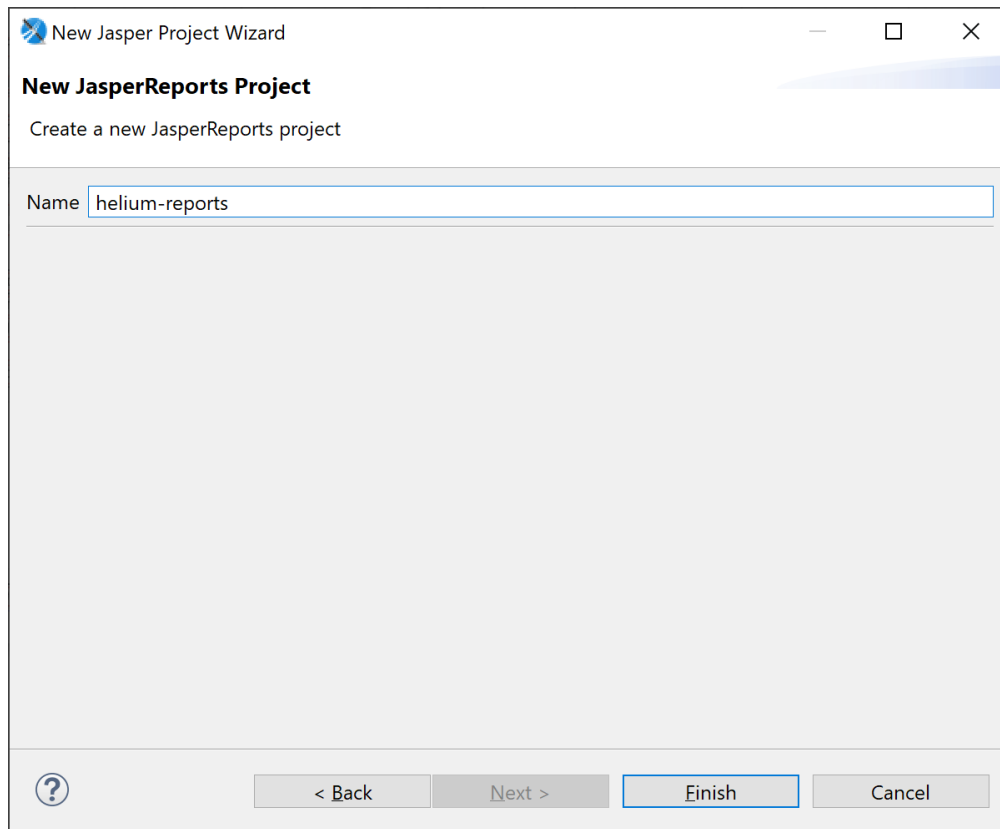 New Jasper Project Wizard
New JasperReports Project
Create a new JasperReports project
Name helium-reports
? < Back Next > Finish Cancel